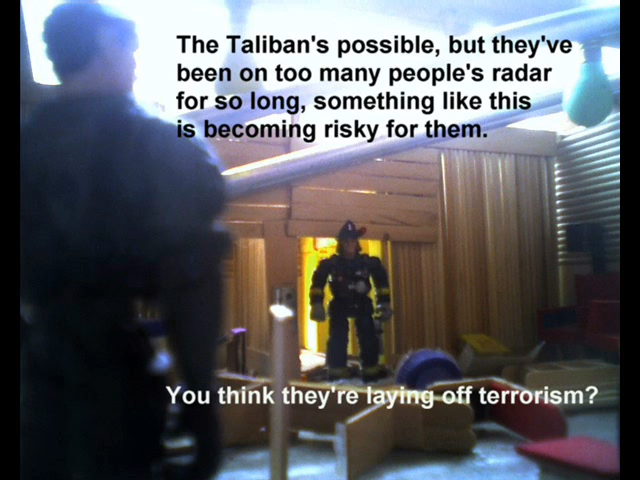 The Taliban's possible, but they've
been on too many people's radar
for so long, something like this
is becoming risky for them.
You think they're laying off terrorism?